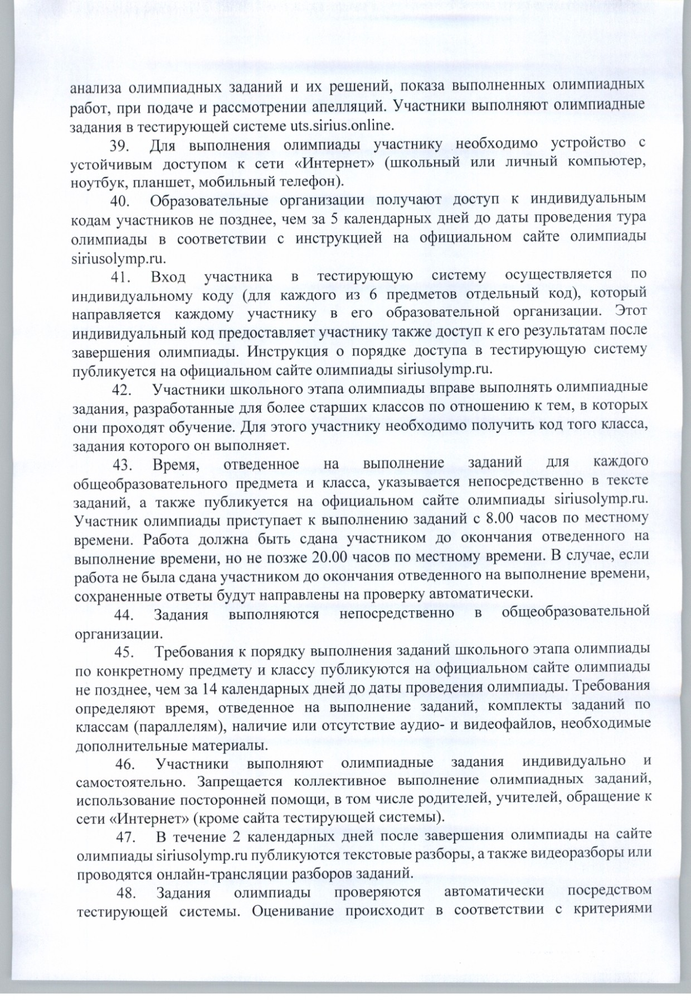 анализа олимпиадных заданий и их решений, показа выполненных олимпиадных
работ, при подаче и рассмотрении апелляций. Участники выполняют олимпиадные
задания в тестирующей системе uts.sirius.online.
39. Для выполнения олимпиады участнику необходимо устройство с
устойчивым доступом к сети «Интернет» (школьный или личный компьютер,
ноутбук, планшет, мобильный телефон).
40. Образовательные организации получают доступ к индивидуальным
кодам участников не позднее, чем за 5 календарных дней до даты проведения тура
олимпиады в соответствии с инструкцией на официальном сайте олимпиады
siriusolymp.ru.
41. Вход участника в тестирующую систему осуществляется по
индивидуальному коду (для каждого из 6 предметов отдельный код), который
направляется каждому участнику в его образовательной организации. Этот
индивидуальный код предоставляет участнику также доступ к его результатам после
завершения олимпиады. Инструкция о порядке доступа в тестирующую систему
публикуется на официальном сайте олимпиады siriusolymp.ru.
42. Участники школьного этапа олимпиады вправе выполнять олимпиадные
задания, разработанные для более старших классов по отношению к тем, в которых
они проходят обучение. Для этого участнику необходимо получить код того класса,
задания которого он выполняет.
43. Время, отведенное на выполнение заданий для каждого
общеобразовательного предмета и класса, указывается непосредственно в тексте
заданий, а также публикуется на официальном сайте олимпиады siriusolymp.ru.
Участник олимпиады приступает к выполнению заданий с 8.00 часов по местному
времени. Работа должна быть сдана участником до окончания отведенного на
выполнение времени, но не позже 20.00 часов по местному времени. В случае, если
работа не была сдана участником до окончания отведенного на выполнение времени,
сохраненные ответы будут направлены на проверку автоматически.
44. Задания выполняются непосредственно в общеобразовательной
организации.
45. Требования к порядку выполнения заданий школьного этапа олимпиады
по конкретному предмету и классу публикуются на официальном сайте олимпиады
не позднее, чем за 14 календарных дней до даты проведения олимпиады. Требования
определяют время, отведенное на выполнение заданий, комплекты заданий по
классам (параллелям), наличие или отсутствие аудио- и видеофайлов, необходимые
дополнительные материалы.
46. Участники выполняют олимпиадные задания индивидуально и
самостоятельно. Запрещается коллективное выполнение олимпиадных заданий,
использование посторонней помощи, в том числе родителей, учителей, обращение к
сети «Интернет» (кроме сайта тестирующей системы).
47. В течение 2 календарных дней после завершения олимпиады на сайте
олимпиады siriusolymp.ru публикуются текстовые разборы, а также видеоразборы или
проводятся онлайн-трансляции разборов заданий.
48. Задания олимпиады проверяются автоматически посредством
тестирующей системы. Оценивание происходит в соответствии с критериями